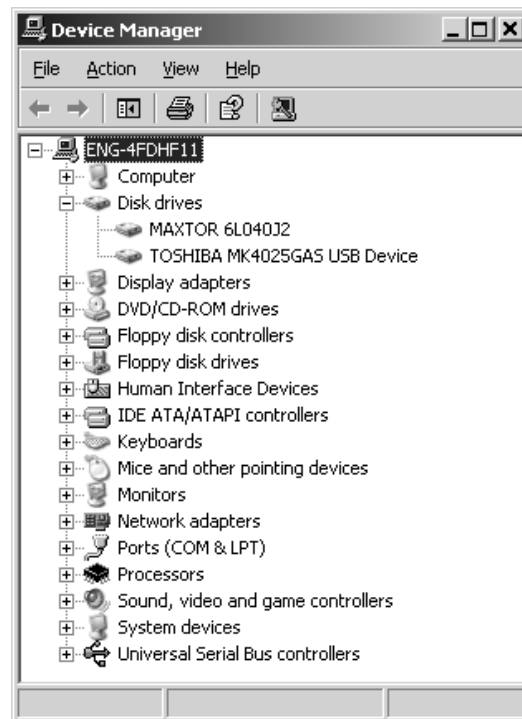 Device Manager
File Action View Help
ENG-4FDHF11
Computer
Disk drives
MAXTOR 6L040J2
TOSHIBA MK4025GAS USB Device
Display adapters
DVD/CD-ROM drives
Floppy disk controllers
Floppy disk drives
Human Interface Devices
IDE ATA/ATAPI controllers
Keyboards
Mice and other pointing devices
Monitors
Network adapters
Ports (COM & LPT)
Processors
Sound, video and game controllers
System devices
Universal Serial Bus controllers